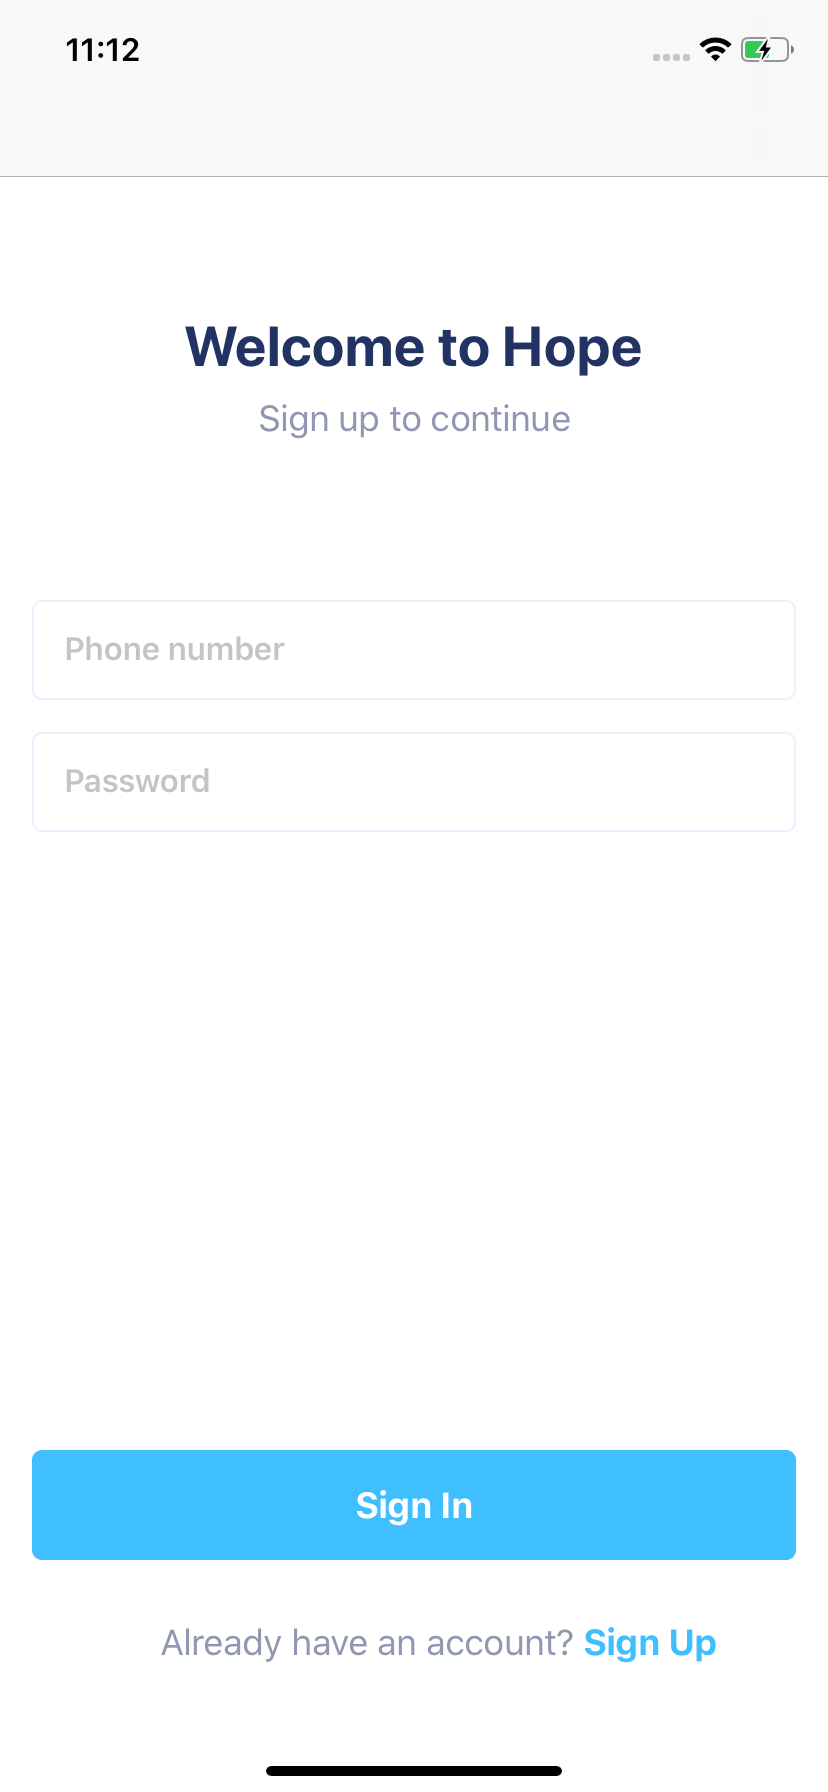 11:12
Welcome to Hope
Sign up to continue
Phone number
Password
Sign In
Already have an account? Sign Up